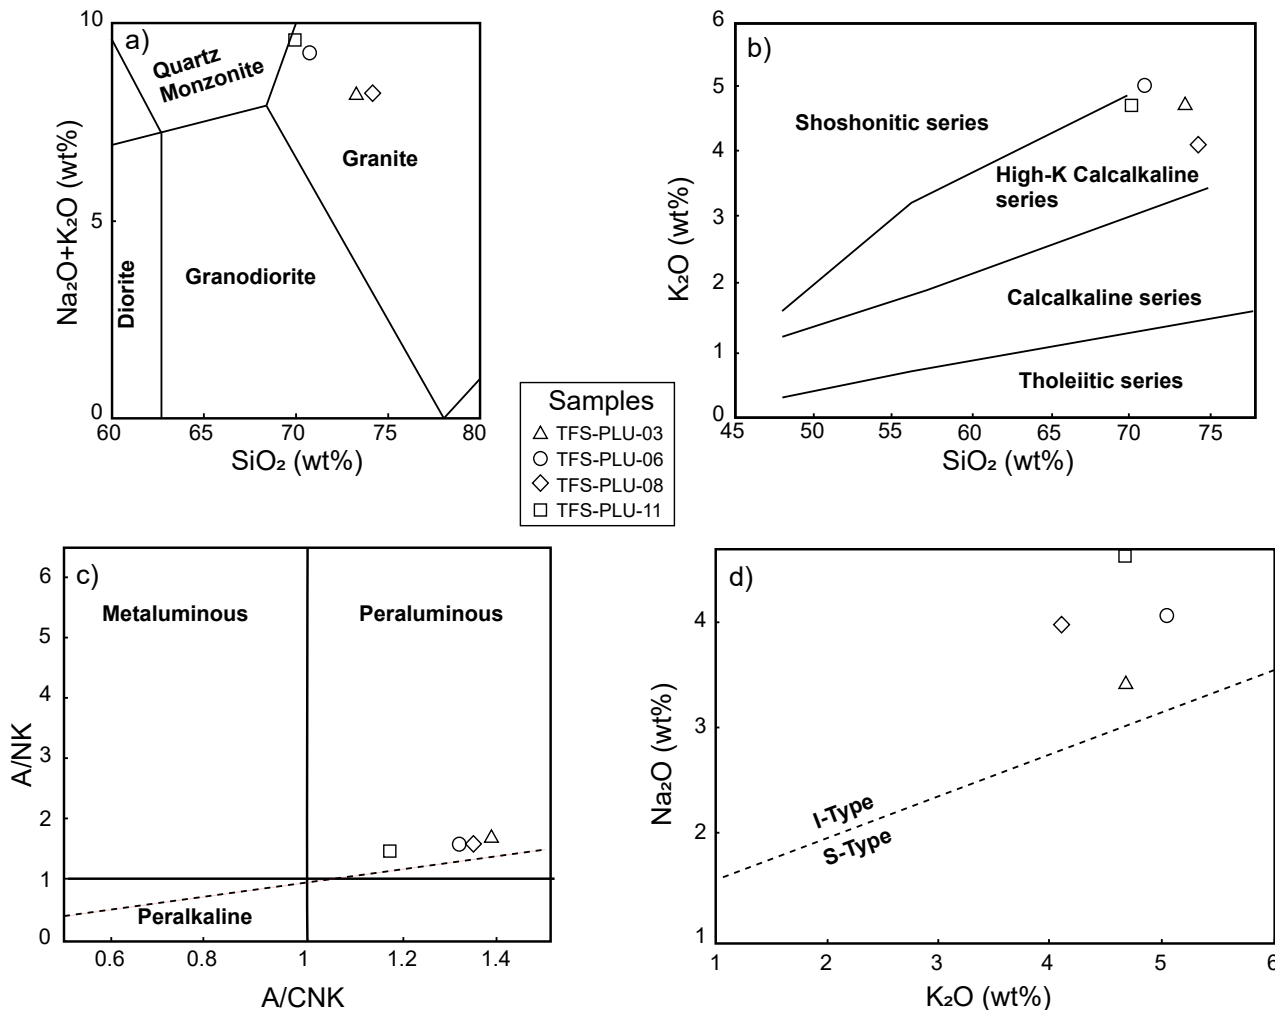 a)
10
5
0
Na₂O+K₂O (wt%)
Quartz
Monzonite
Granite
Granodiorite
Diorite
60
65
70
75
80
SiO₂ (wt%)
b)
6
5
4
3
2
1
0
K₂O (wt%)
Shoshonitic series
High-K Calcalkaline
series
Calcalkaline series
Tholeiitic series
45
50
55
60
65
70
75
SiO₂ (wt%)
Samples
TFS-PLU-03
TFS-PLU-06
TFS-PLU-08
TFS-PLU-11
c)
6
5
4
3
2
1
0
A/NK
Metaluminous
Peraluminous
Peralkaline
0.6
0.8
1
1.2
1.4
A/CNK
d)
4
3
2
1
Na₂O (wt%)
I-Type
S-Type
1
2
3
4
5
6
K₂O (wt%)